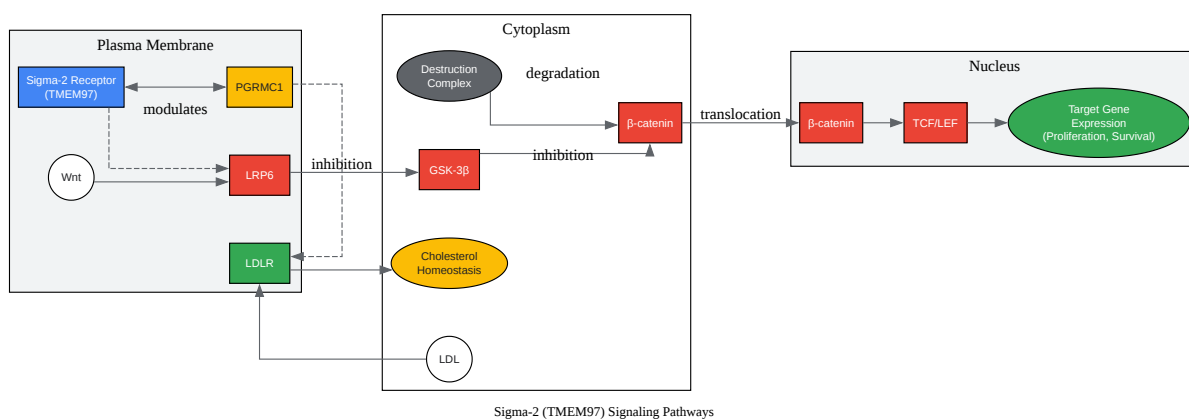 Plasma Membrane
Sigma-2 Receptor
(TMEM97)
PGRMC1
modulates
Wnt
LRP6
inhibition
LDLR
Cytoplasm
Destruction
Complex
degradation
β-catenin
GSK-3β
inhibition
Cholesterol
Homeostasis
LDL
translocation
Nucleus
β-catenin
TCF/LEF
Target Gene
Expression
(Proliferation, Survival)
Sigma-2 (TMEM97) Signaling Pathways